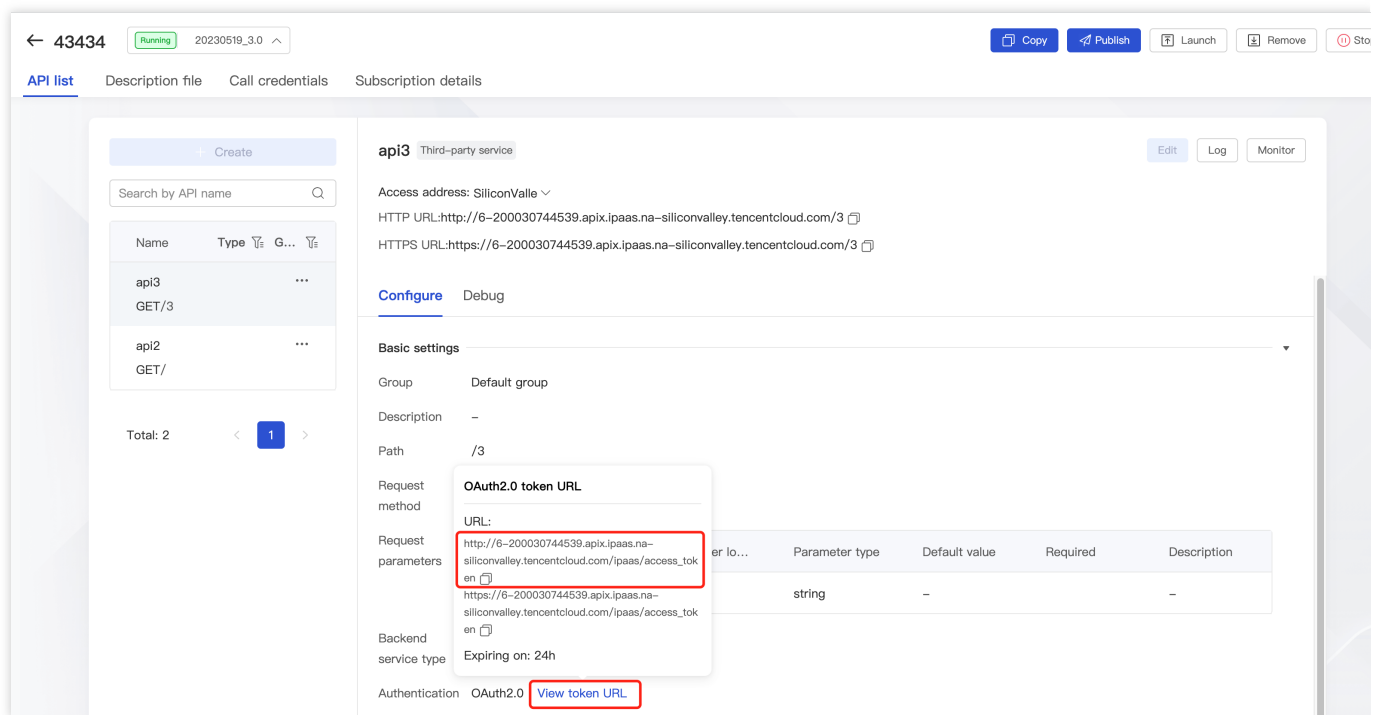 43434 Running 20230519_3.0 Copy Publish Launch Remove Sto
API list Description file Call credentials Subscription details
Create
Search by API name
Name Type G...
api3
GET/3
api2
GET/
Total: 2 1
api3 Third-party service Edit Log Monitor
Access address: SiliconValle
HTTP URL:http://6-200030744539.apix.ipaas.na-siliconvalley.tencentcloud.com/3
HTTPS URL:https://6-200030744539.apix.ipaas.na-siliconvalley.tencentcloud.com/3
Configure Debug
Basic settings
Group Default group
Description –
Path /3
Request
method
Request
parameters
er lo... Parameter type Default value Required Description
string – –
OAuth2.0 token URL
URL:
http://6-200030744539.apix.ipaas.na-
siliconvalley.tencentcloud.com/ipaas/access_tok
en
https://6-200030744539.apix.ipaas.na-
siliconvalley.tencentcloud.com/ipaas/access_tok
en
Expiring on: 24h
Backend
service type
Authentication OAuth2.0 View token URL